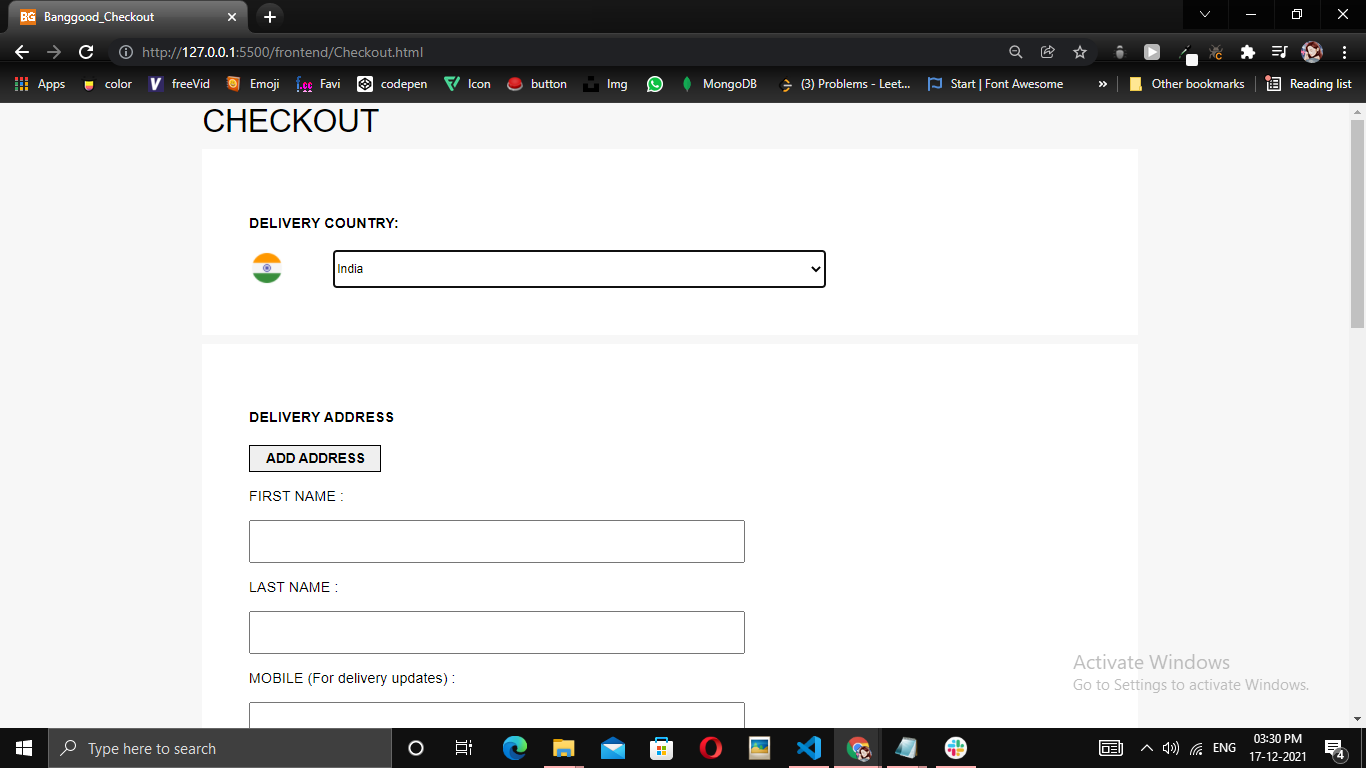 BG Banggood_Checkout
http://127.0.0.1:5500/frontend/Checkout.html
Apps color freeVid Emoji Favi codepen Icon button Img MongoDB (3) Problems - Leet... Start | Font Awesome » Other bookmarks Reading list
CHECKOUT
DELIVERY COUNTRY:
India
DELIVERY ADDRESS
ADD ADDRESS
FIRST NAME :
LAST NAME :
MOBILE (For delivery updates) :
Activate Windows
Go to Settings to activate Windows.
Type here to search
ENG
03:30 PM
17-12-2021
4